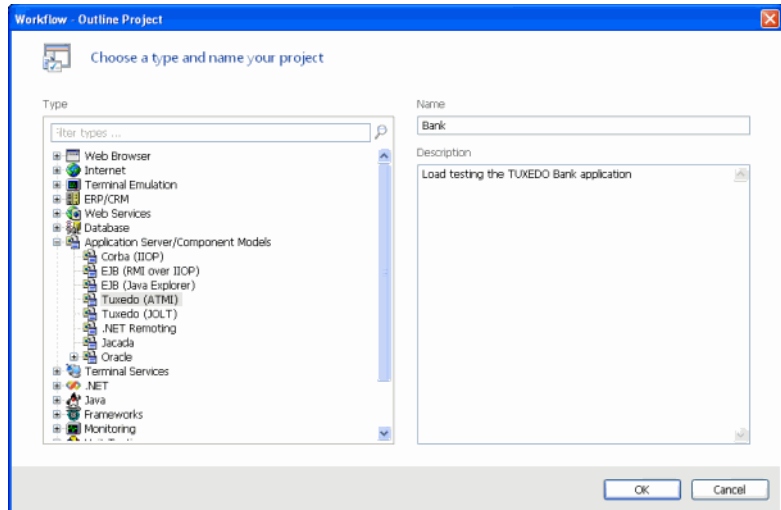 Workflow - Outline Project
Choose a type and name your project
Type
Filter types ...
Web Browser
Internet
Terminal Emulation
ERP/CRM
Web Services
Database
Application Server/Component Models
Corba (IIOP)
EJB (RMI over IIOP)
EJB (Java Explorer)
Tuxedo (ATMI)
Tuxedo (JOLT)
.NET Remoting
Jacada
Oracle
Terminal Services
.NET
Java
Frameworks
Monitoring
Name
Bank
Description
Load testing the TUXEDO Bank application
OK
Cancel